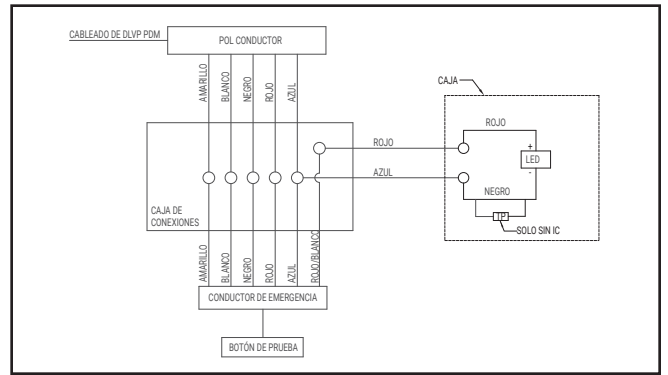 CABLEADO DE DLVP PDM
POL CONDUCTOR
AMARILLO
BLANCO
NEGRO
ROJO
AZUL
CAJA
ROJO
ROJO
+
LED
-
AZUL
NEGRO
TP
SOLO SIN IC
CAJA DE
CONEXIONES
AMARILLO
BLANCO
NEGRO
ROJO
AZUL
ROJO/BLANCO
CONDUCTOR DE EMERGENCIA
BOTÓN DE PRUEBA